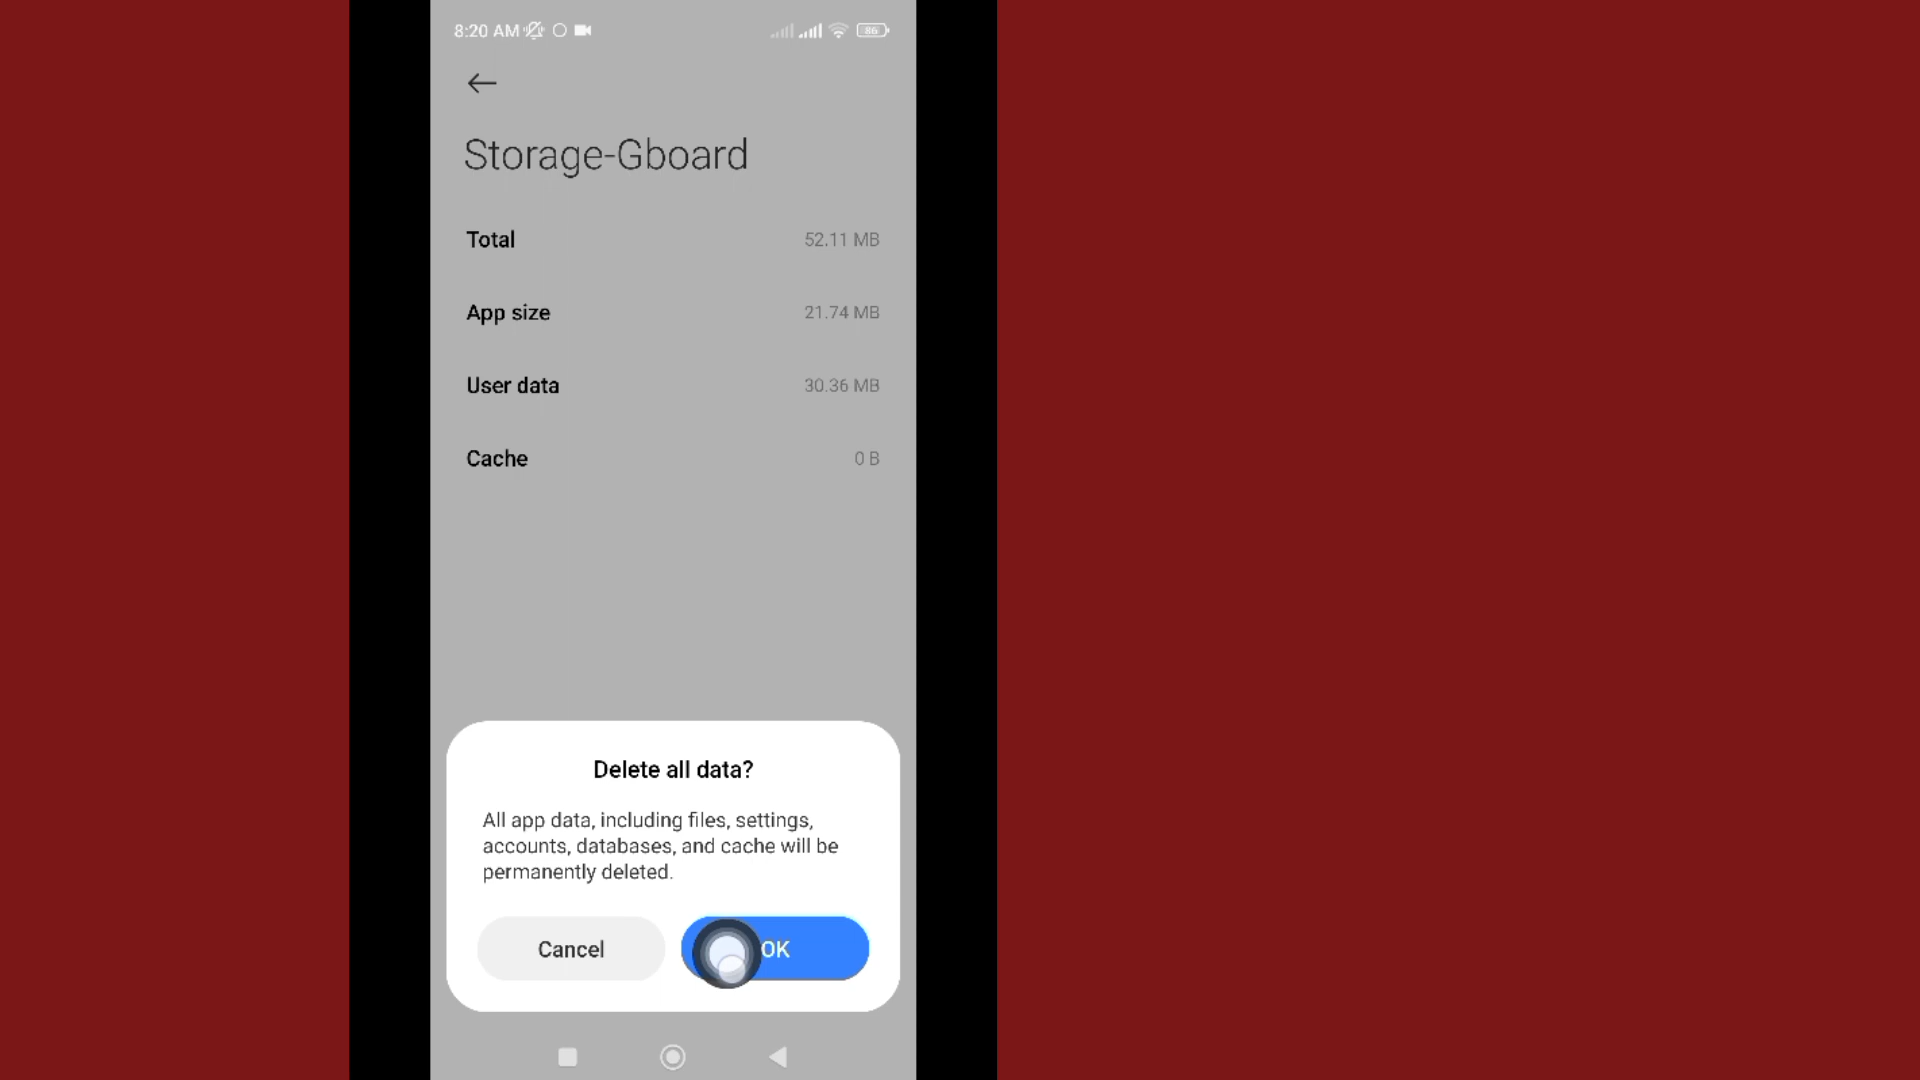 8:20 AM
86
Storage-Gboard
Total 52.11 MB
App size 21.74 MB
User data 30.36 MB
Cache 0 B
Delete all data?
All app data, including files, settings,
accounts, databases, and cache will be
permanently deleted.
Cancel OK